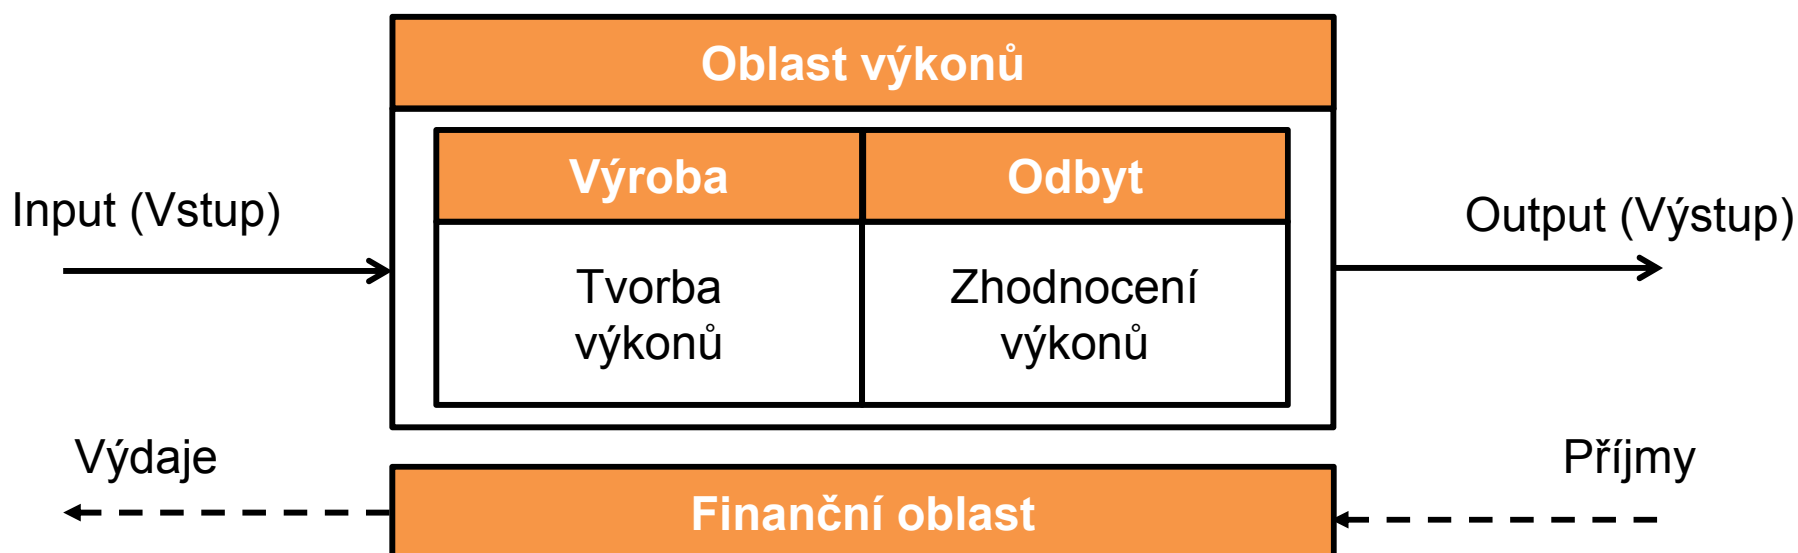 Oblast výkonů
Výroba
Odbyt
Input (Vstup)
Output (Výstup)
Tvorba
výkonů
Zhodnocení
výkonů
Výdaje
Příjmy
Finanční oblast